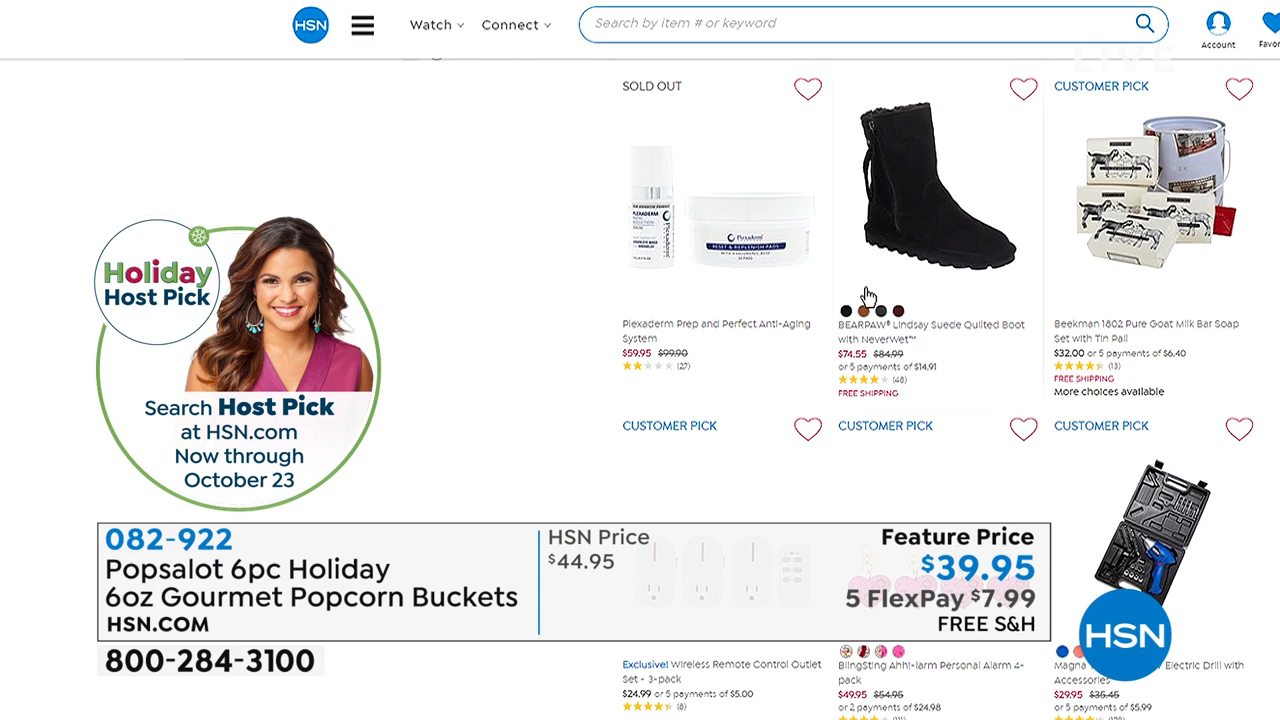 HSN
Watch
Connect
Search by item # or keyword
Account
Favor
LIVE
SOLD OUT
CUSTOMER PICK
Plexaderm Prep and Perfect Anti-Aging
System
$59.95 $99.90
(27)
BEARPAW® Lindsay Suede Quilted Boot
with NeverWet™
$74.55 $84.99
or 5 payments of $14.91
(48)
FREE SHIPPING
Beekman 1802 Pure Goat Milk Bar Soap
Set with Tin Pail
$32.00 or 5 payments of $6.40
(13)
FREE SHIPPING
More choices available
Holiday
Host Pick
Search Host Pick
at HSN.com
Now through
October 23
CUSTOMER PICK
CUSTOMER PICK
CUSTOMER PICK
082-922
Popsalot 6pc Holiday
6oz Gourmet Popcorn Buckets
HSN.COM
HSN Price
$44.95
Feature Price
$39.95
5 FlexPay $7.99
FREE S&H
800-284-3100
HSN
Exclusive! Wireless Remote Control Outlet
Set - 3-pack
$24.99 or 5 payments of $5.00
(8)
BlingSting Ahh!-larm Personal Alarm 4-
pack
$49.95 $54.95
or 2 payments of $24.98
Magna
Electric Drill with
Accessories
$29.95 $35.45
or 5 payments of $5.99